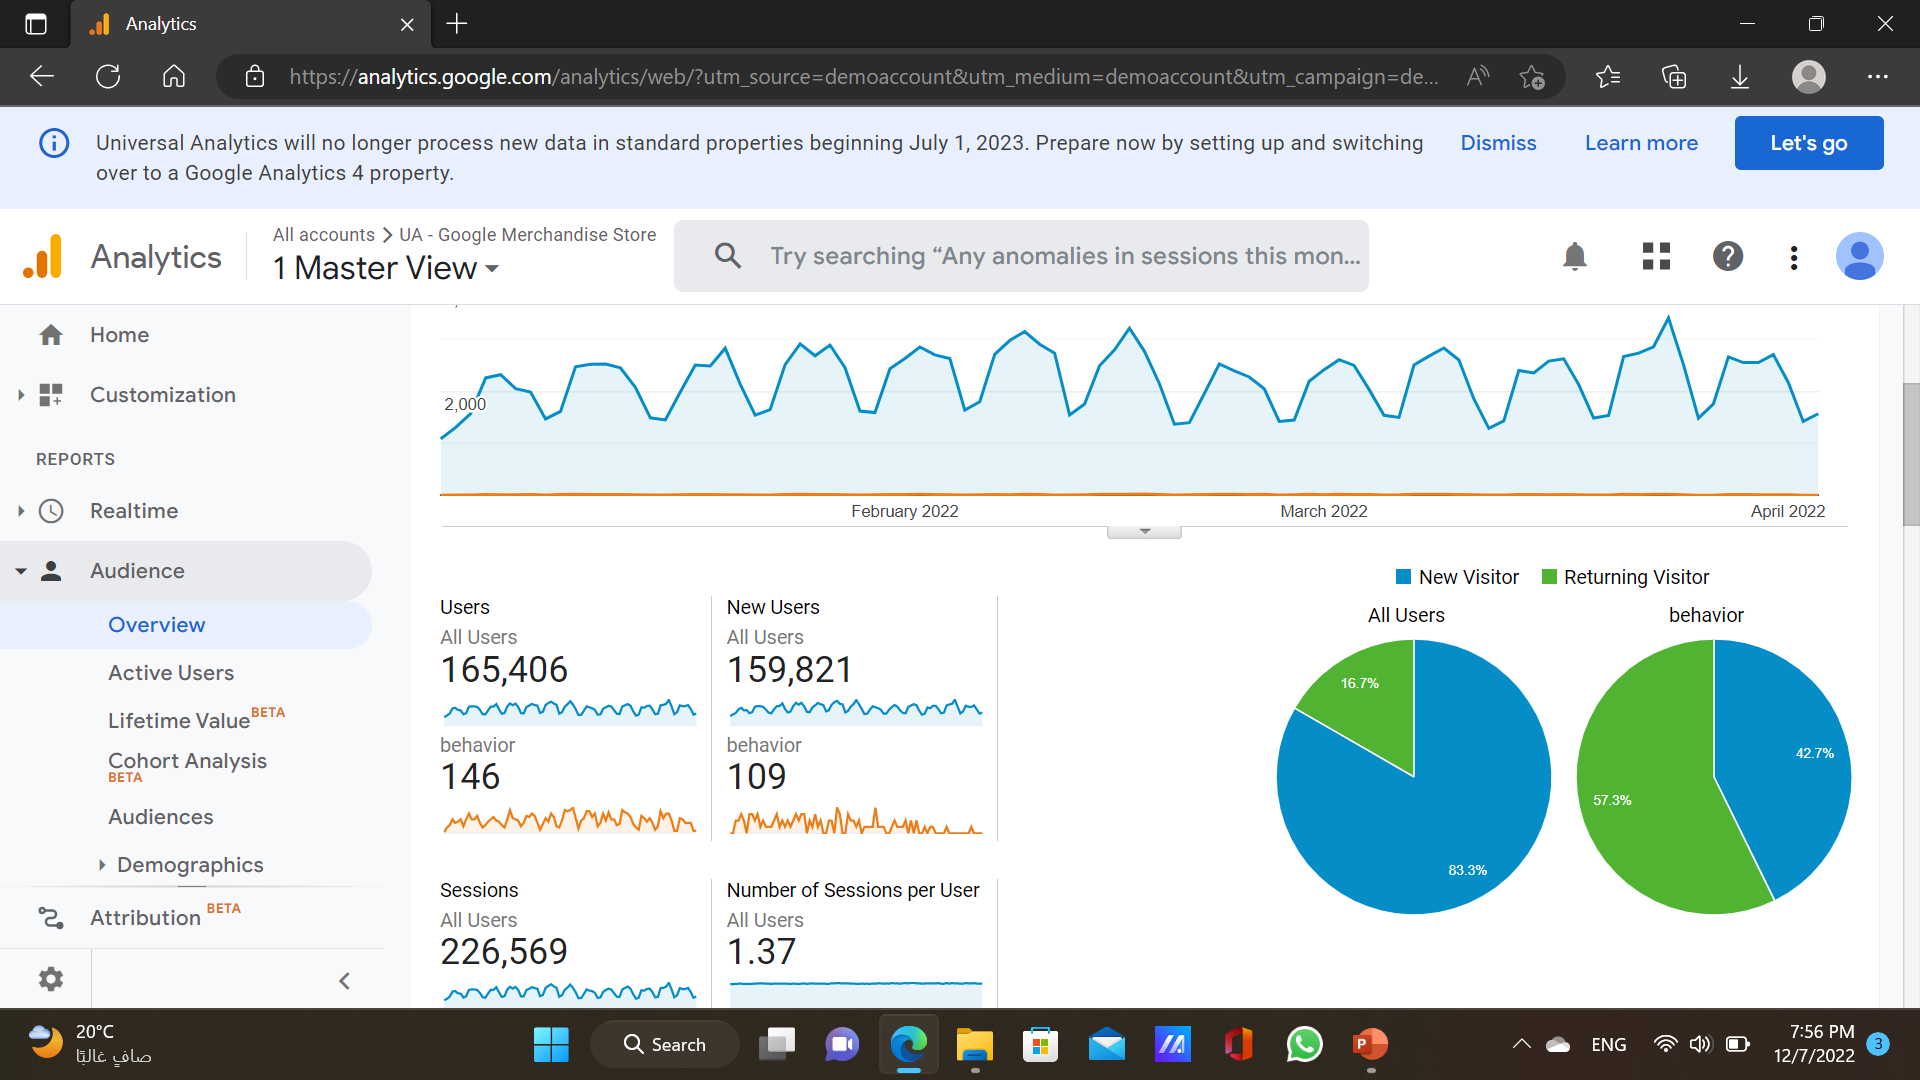 Analytics
https://analytics.google.com/analytics/web/?utm_source=demoaccount&utm_medium=demoaccount&utm_campaign=de...
Universal Analytics will no longer process new data in standard properties beginning July 1, 2023. Prepare now by setting up and switching
over to a Google Analytics 4 property.
Dismiss
Learn more
Let's go
Analytics
All accounts > UA - Google Merchandise Store
1 Master View
Try searching “Any anomalies in sessions this mon...
Home
Customization
REPORTS
Realtime
Audience
Overview
Active Users
Lifetime Value BETA
Cohort Analysis
BETA
Audiences
Demographics
Attribution BETA
2,000
February 2022
March 2022
April 2022
Users
All Users
165,406
behavior
146
New Users
All Users
159,821
behavior
109
Sessions
All Users
226,569
Number of Sessions per User
All Users
1.37
New Visitor
Returning Visitor
All Users
16.7%
83.3%
behavior
42.7%
57.3%
20°C
صافٍ غالبًا
Search
ENG
7:56 PM
12/7/2022
3